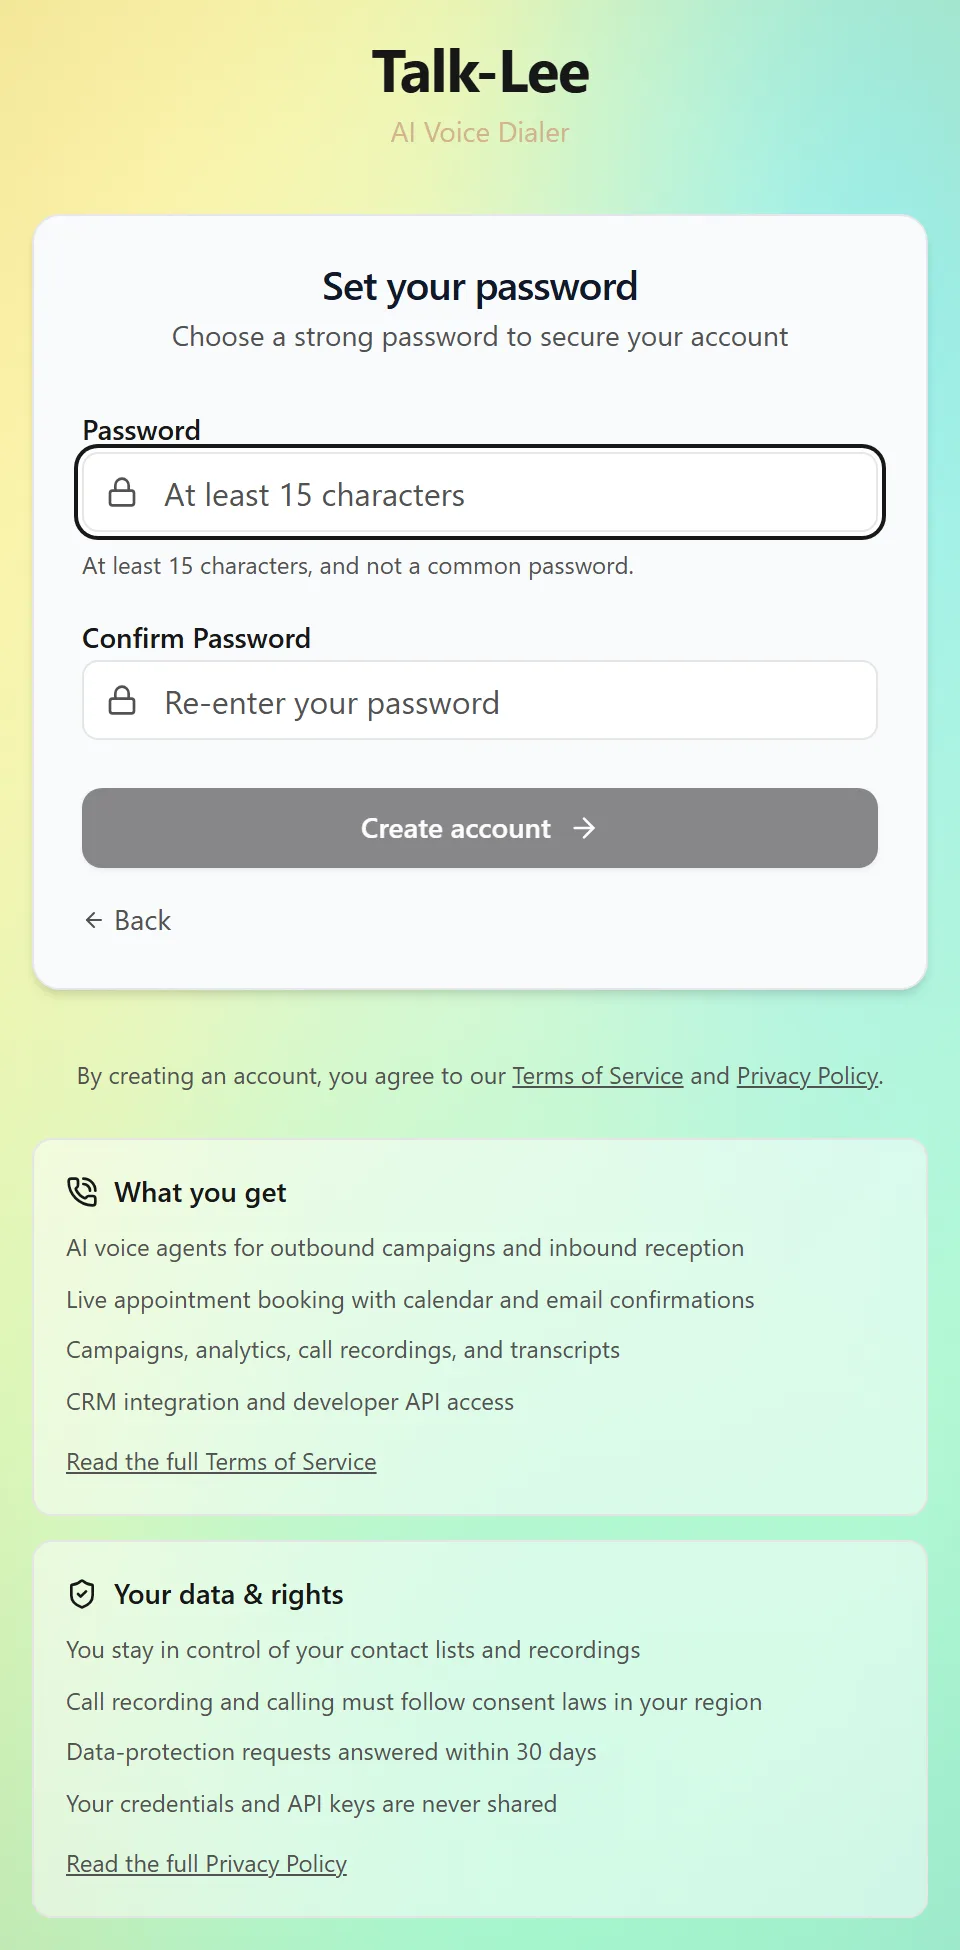 Talk-Lee
AI Voice Dialer
Set your password
Choose a strong password to secure your account
Password
At least 15 characters
At least 15 characters, and not a common password.
Confirm Password
Re-enter your password
Create account →
← Back
By creating an account, you agree to our Terms of Service and Privacy Policy.
What you get
AI voice agents for outbound campaigns and inbound reception
Live appointment booking with calendar and email confirmations
Campaigns, analytics, call recordings, and transcripts
CRM integration and developer API access
Read the full Terms of Service
Your data & rights
You stay in control of your contact lists and recordings
Call recording and calling must follow consent laws in your region
Data-protection requests answered within 30 days
Your credentials and API keys are never shared
Read the full Privacy Policy